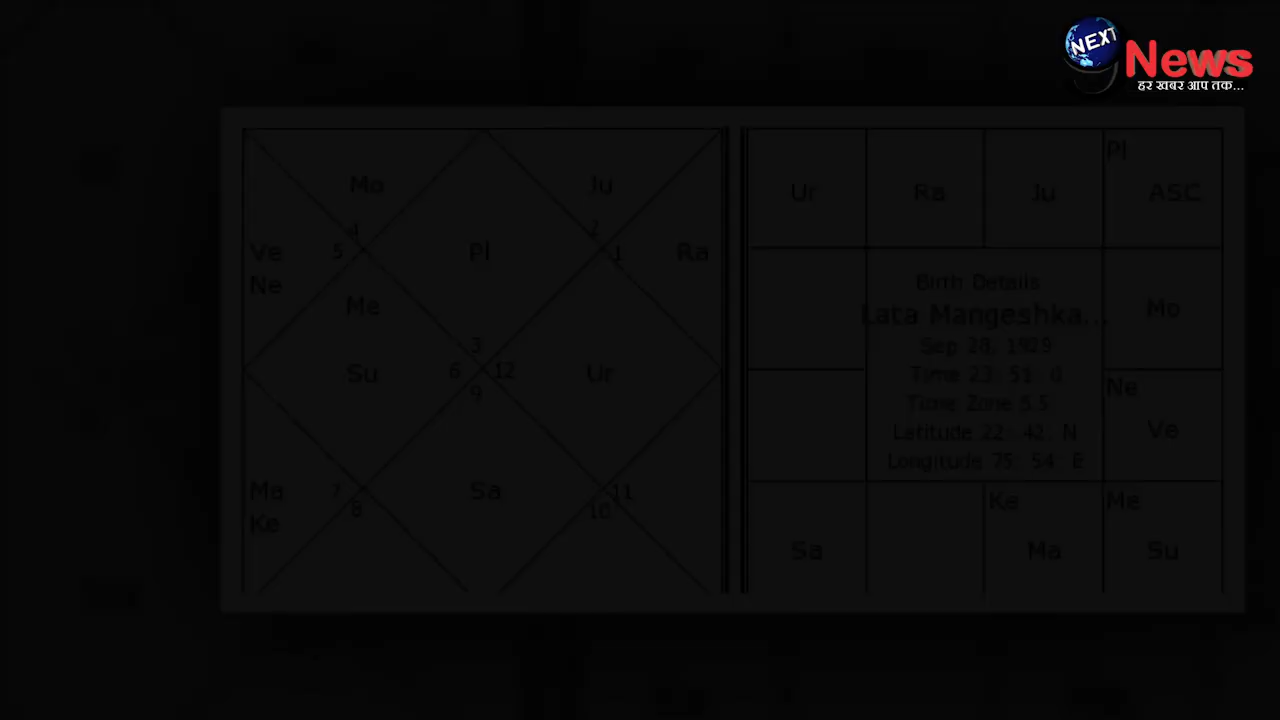 NEXT
News
हर खबर आप तक...
Mo
Ju
4
2
Ve
5
Pl
1
Ra
Ne
Me
3
Su
6
12
Ur
9
Ma
7
Sa
11
Ke
8
10
Pl
Ur
Ra
Ju
ASC
Birth Details
Lata Mangeshka...
Mo
Sep 28, 1929
Time 23: 51: 0
Ne
Time Zone 5.5
Latitude 22: 42: N
Ve
Longitude 75: 54: E
Ke
Me
Sa
Ma
Su